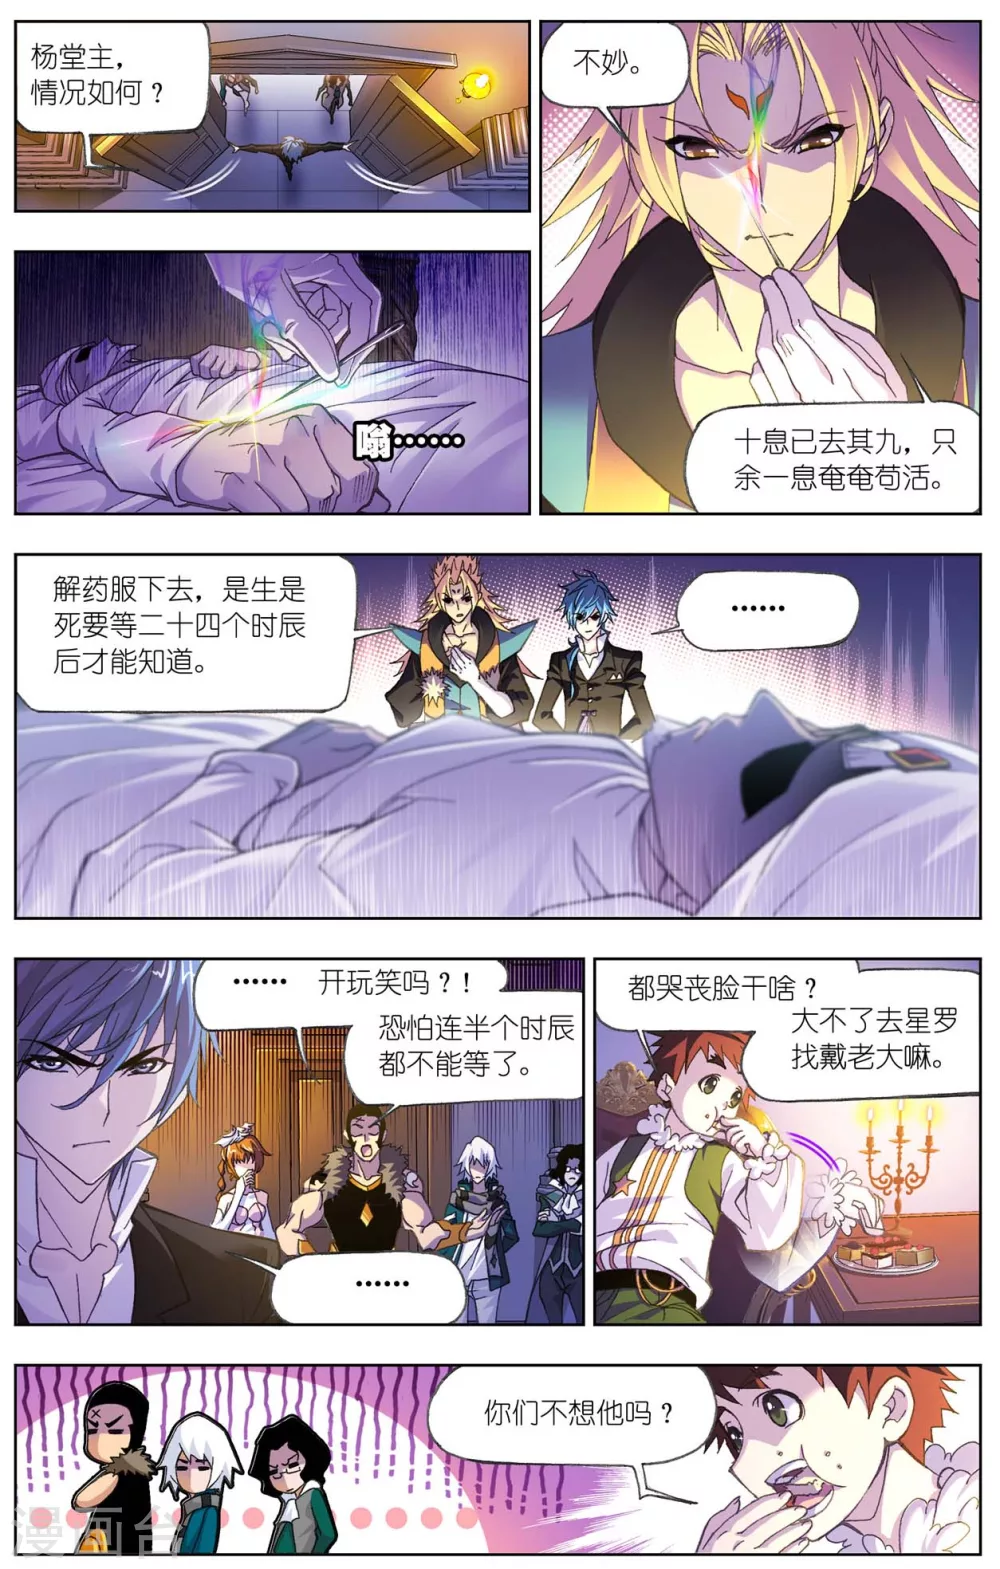 杨堂主，
情况如何？
不妙。
嗡……
十息已去其九，只
余一息奄奄苟活。
解药服下去，是生是
死要等二十四个时辰
后才能知道。
……
……开玩笑吗？！
恐怕连半个时辰
都不能等了。
……
都哭丧脸干啥？
大不了去星罗
找戴老大嘛。
你们不想他吗？
漫画台